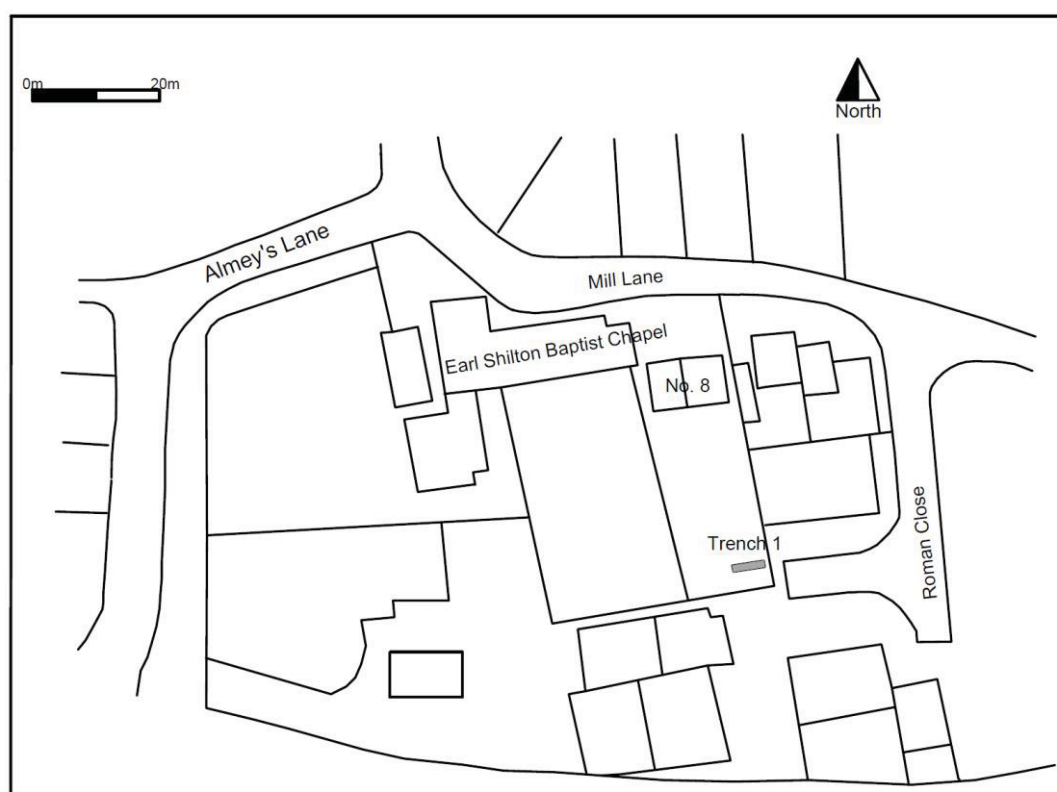 0m 20m
North
Almey's Lane
Mill Lane
Earl Shilton Baptist Chapel
No. 8
Trench 1
Roman Close